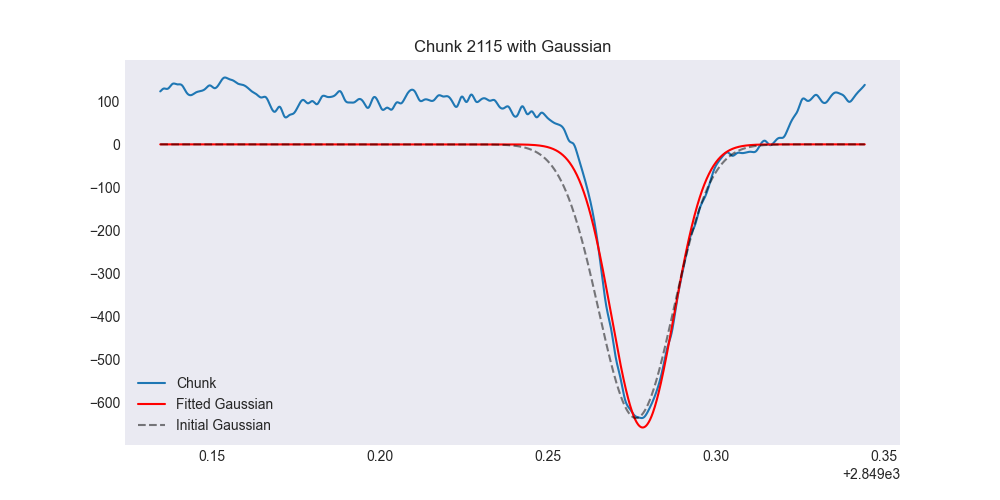 Chunk 2115 with Gaussian
100
0
−100
−200
−300
−400
−500
−600
Chunk
Fitted Gaussian
Initial Gaussian
0.15
0.20
0.25
0.30
0.35
+2.849e3